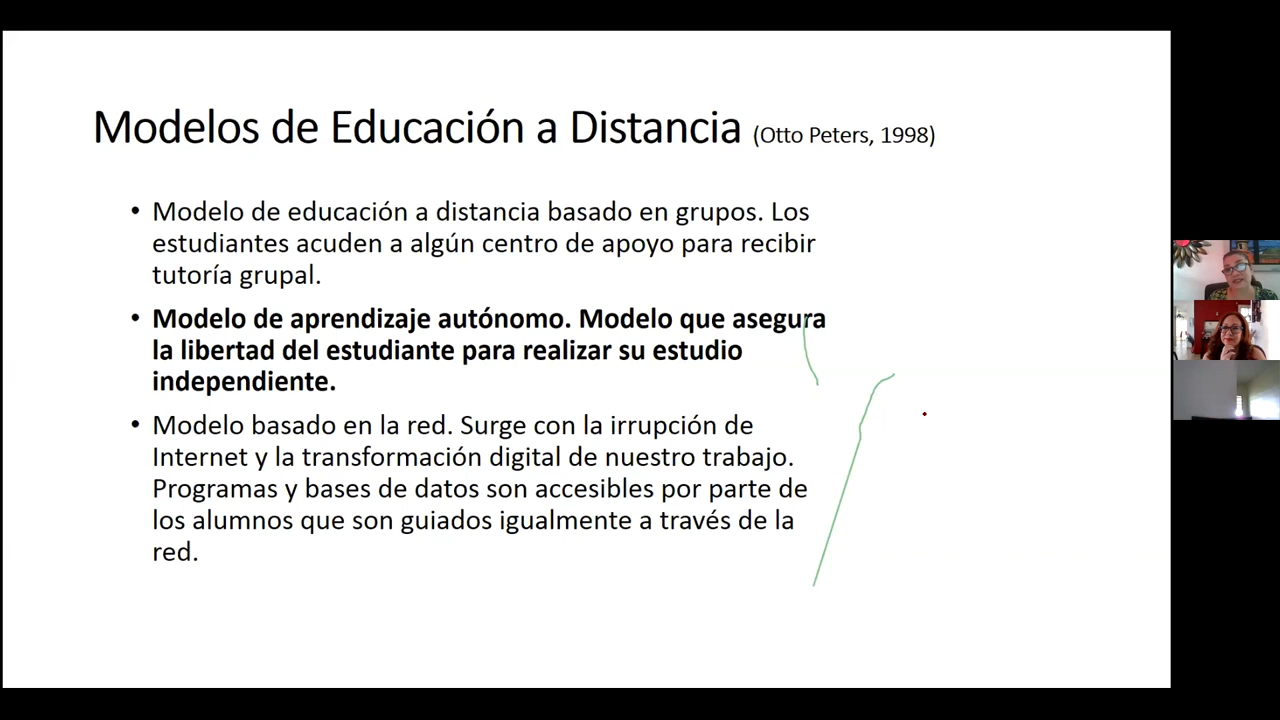 Modelos de Educación a Distancia (Otto Peters, 1998)
• Modelo de educación a distancia basado en grupos. Los
estudiantes acuden a algún centro de apoyo para recibir
tutoría grupal.
• Modelo de aprendizaje autónomo. Modelo que asegura
la libertad del estudiante para realizar su estudio
independiente.
• Modelo basado en la red. Surge con la irrupción de
Internet y la transformación digital de nuestro trabajo.
Programas y bases de datos son accesibles por parte de
los alumnos que son guiados igualmente a través de la
red.